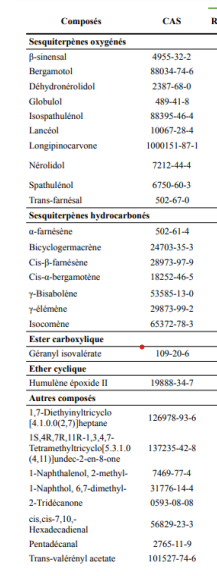 Composés CAS R
Sesquiterpènes oxygénés
β-sinensal 4955-32-2
Bergamotol 88034-74-6
Déhydronérolidol 2387-68-0
Globulol 489-41-8
Isospathulénol 88395-46-4
Lancéol 10067-28-4
Longipinocarvone 1000151-87-1
Nérolidol 7212-44-4
Spathulénol 6750-60-3
Trans-farnésal 502-67-0
Sesquiterpènes hydrocarbonés
α-farnésène 502-61-4
Bicyclogermacrène 24703-35-3
Cis-β-farnésène 28973-97-9
Cis-α-bergamotène 18252-46-5
γ-Bisabolène 53585-13-0
γ-élémène 29873-99-2
Isocomène 65372-78-3
Ester carboxylique
Géranyl isovalérate 109-20-6
Ether cyclique
Humulène époxide II 19888-34-7
Autres composés
1,7-Diethyinyltricyclo
[4.1.0.0(2,7)]heptane 126978-93-6
1S,4R,7R,11R-1,3,4,7-
Tetramethyltricyclo[5.3.1.0 137235-42-8
(4,11)]undec-2-en-8-one
1-Naphthalenol, 2-methyl- 7469-77-4
1-Naphthol, 6,7-dimethyl- 31776-14-4
2-Tridécanone 0593-08-08
cis,cis-7,10,-
Hexadecadienal 56829-23-3
Pentadécanal 2765-11-9
Trans-valérényl acetate 101527-74-6